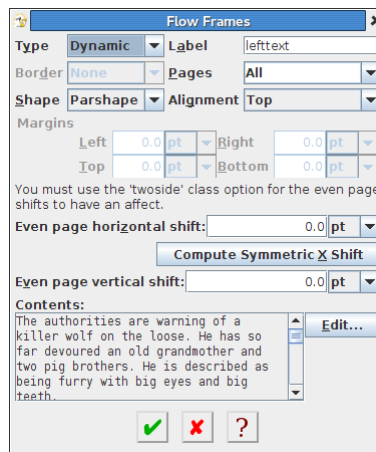 Flow Frames
Type Dynamic Label lefttext
Border None Pages All
Shape Parshape Alignment Top
Margins
Left 0.0 pt Right 0.0 pt
Top 0.0 pt Bottom 0.0 pt
You must use the 'twoside' class option for the even page
shifts to have an affect.
Even page horizontal shift: 0.0 pt
Compute Symmetric X Shift
Even page vertical shift: 0.0 pt
Contents:
The authorities are warning of a
killer wolf on the loose. He has so
far devoured an old grandmother and
two pig brothers. He is described as
being furry with big eyes and big
teeth.
Edit...
?